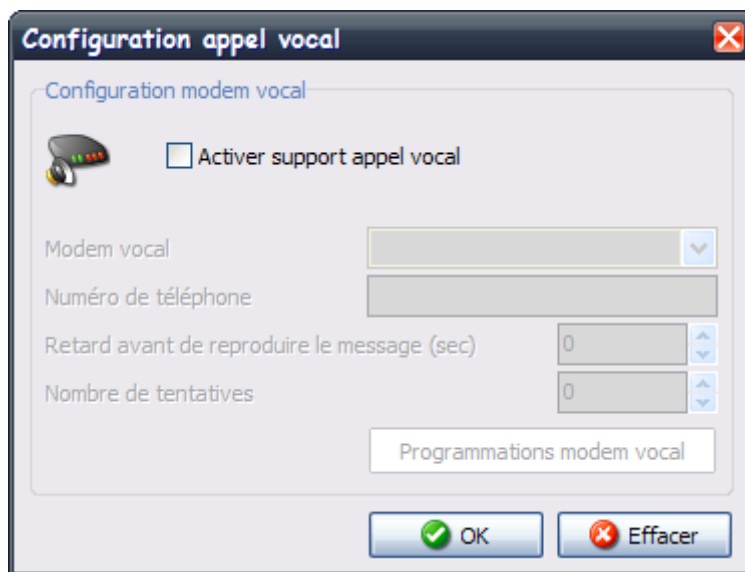 Configuration appel vocal
Configuration modem vocal
Activer support appel vocal
Modem vocal
Numéro de téléphone
Retard avant de reproduire le message (sec) 0
Nombre de tentatives 0
Programmations modem vocal
OK Effacer